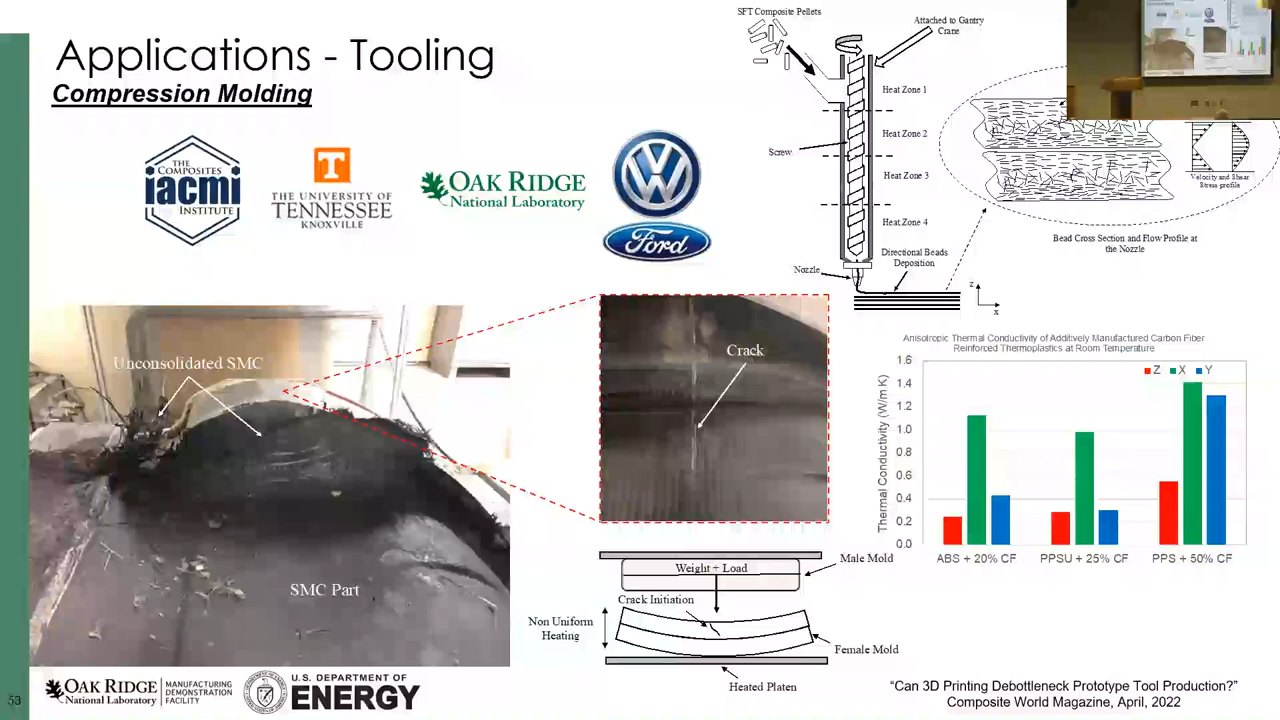 Applications - Tooling
Compression Molding
THE
COMPOSITES
iacmi
INSTITUTE
T
THE UNIVERSITY OF
TENNESSEE
KNOXVILLE
OAK RIDGE
National Laboratory
Ford
SFT Composite Pellets
Attached to Gantry
Crane
Heat Zone 1
Heat Zone 2
Screw
Heat Zone 3
Heat Zone 4
Nozzle
Directional Beads
Deposition
z
x
Velocity and Shear
Stress profile
Bead Cross Section and Flow Profile at
the Nozzle
Unconsolidated SMC
SMC Part
Crack
Anisotropic Thermal Conductivity of Additively Manufactured Carbon Fiber
Reinforced Thermoplastics at Room Temperature
Z X Y
Thermal Conductivity (W/m K)
1.6
1.4
1.2
1.0
0.8
0.6
0.4
0.2
0.0
ABS + 20% CF PPSU + 25% CF PPS + 50% CF
Weight + Load
Male Mold
Crack Initiation
Non Uniform
Heating
Female Mold
Heated Platen
OAK RIDGE
National Laboratory
MANUFACTURING
DEMONSTRATION
FACILITY
U.S. DEPARTMENT OF
ENERGY
“Can 3D Printing Debottleneck Prototype Tool Production?”
Composite World Magazine, April, 2022
53